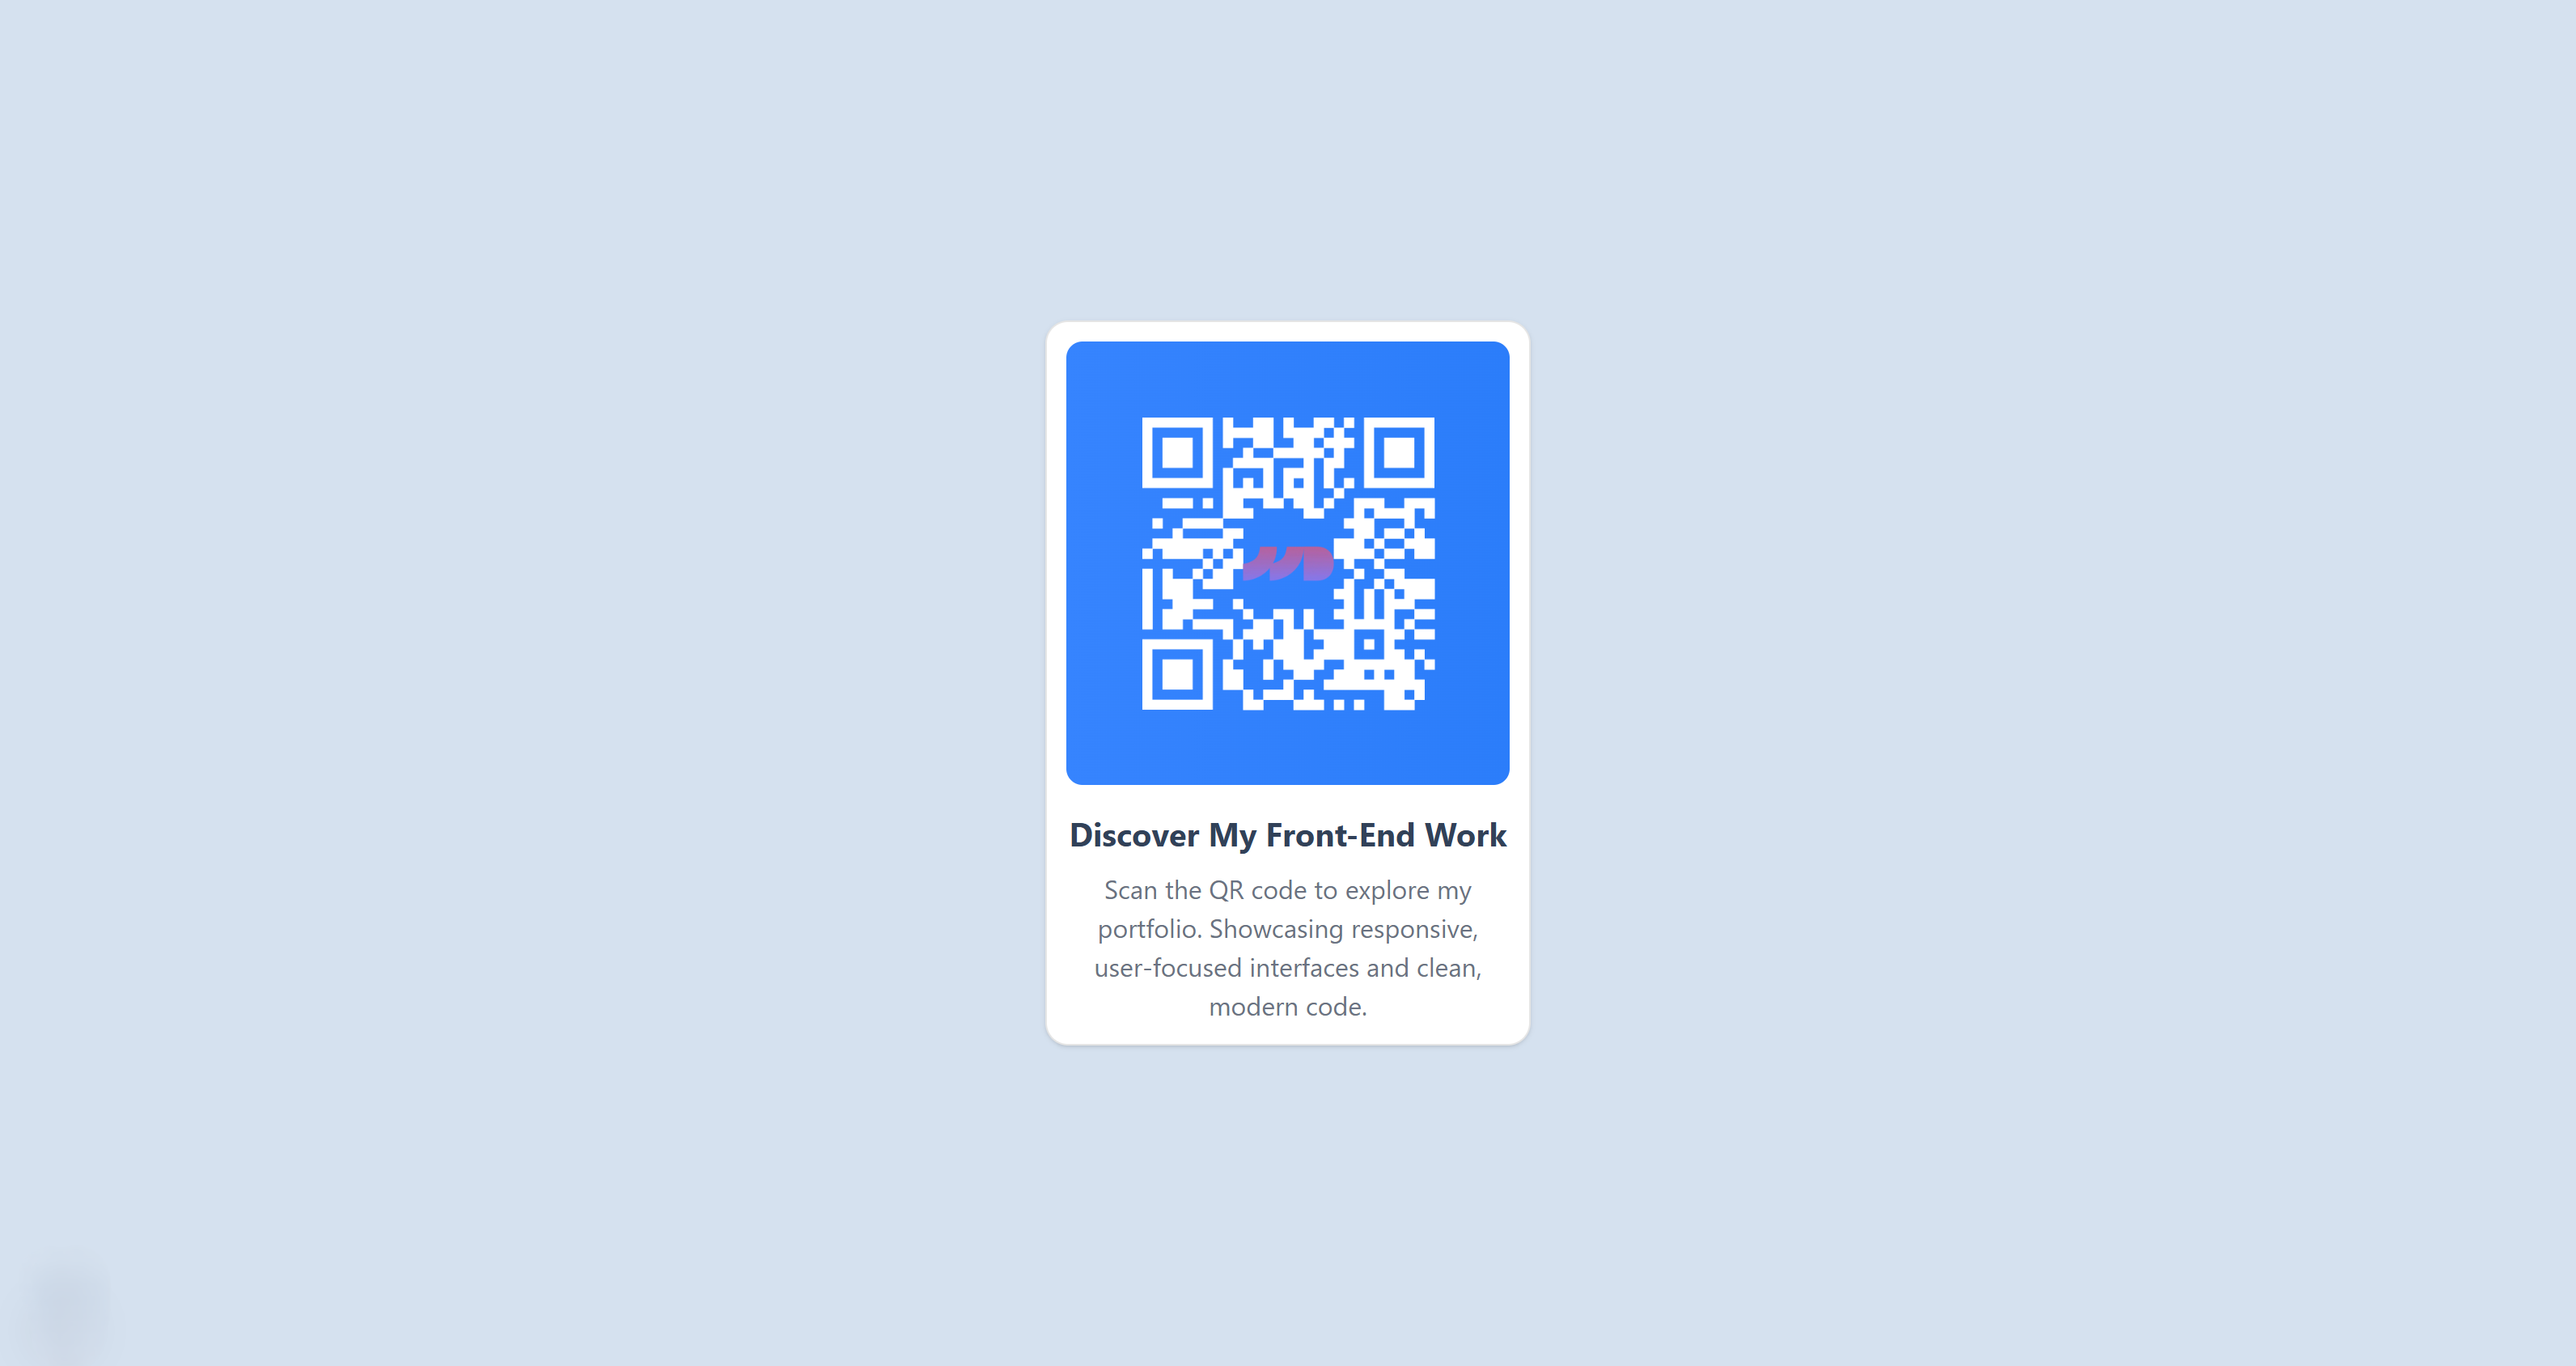 Discover My Front-End Work
Scan the QR code to explore my
portfolio. Showcasing responsive,
user-focused interfaces and clean,
modern code.